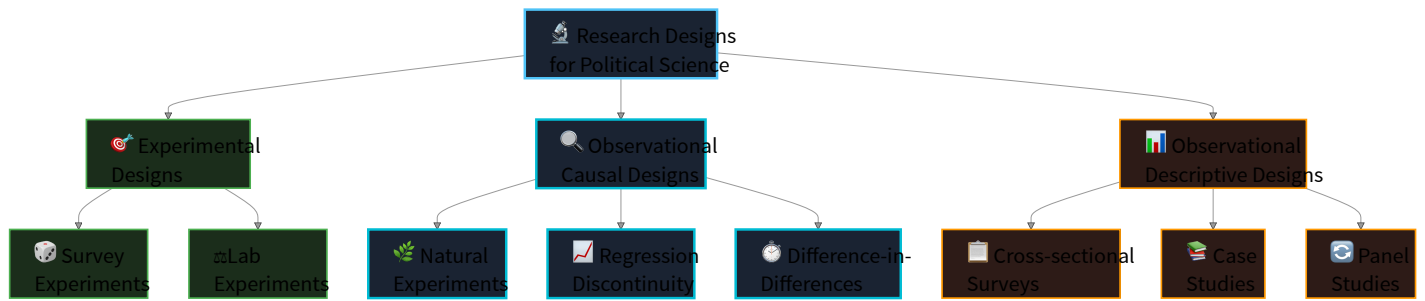 🔬 Research Designs
for Political Science
🎯 Experimental
Designs
🔍 Observational
Causal Designs
📊 Observational
Descriptive Designs
🎲 Survey
Experiments
⚖Lab
Experiments
🌿 Natural
Experiments
📈 Regression
Discontinuity
⏱ Difference-in-
Differences
📋 Cross-sectional
Surveys
📚 Case
Studies
🔄 Panel
Studies